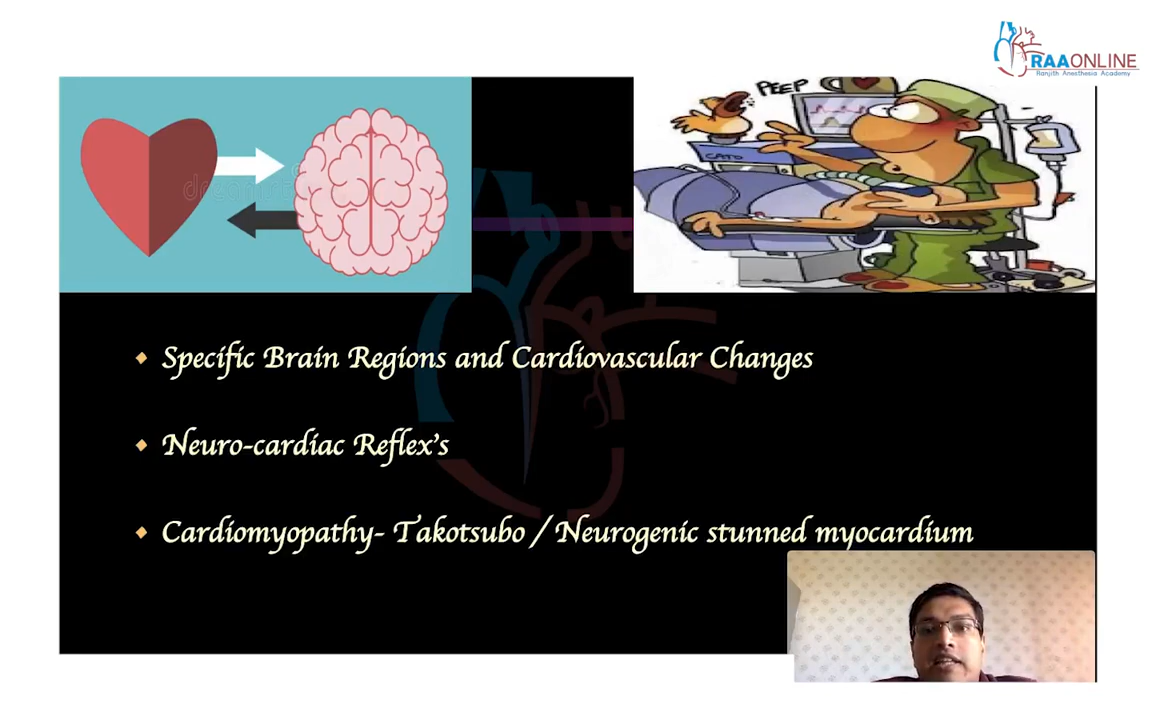 RAAONLINE
Ranjith Anesthesia Academy
PEEP
CATO
Specific Brain Regions and Cardiovascular Changes
Neuro-cardiac Reflex's
Cardiomyopathy- Takotsubo / Neurogenic stunned myocardium